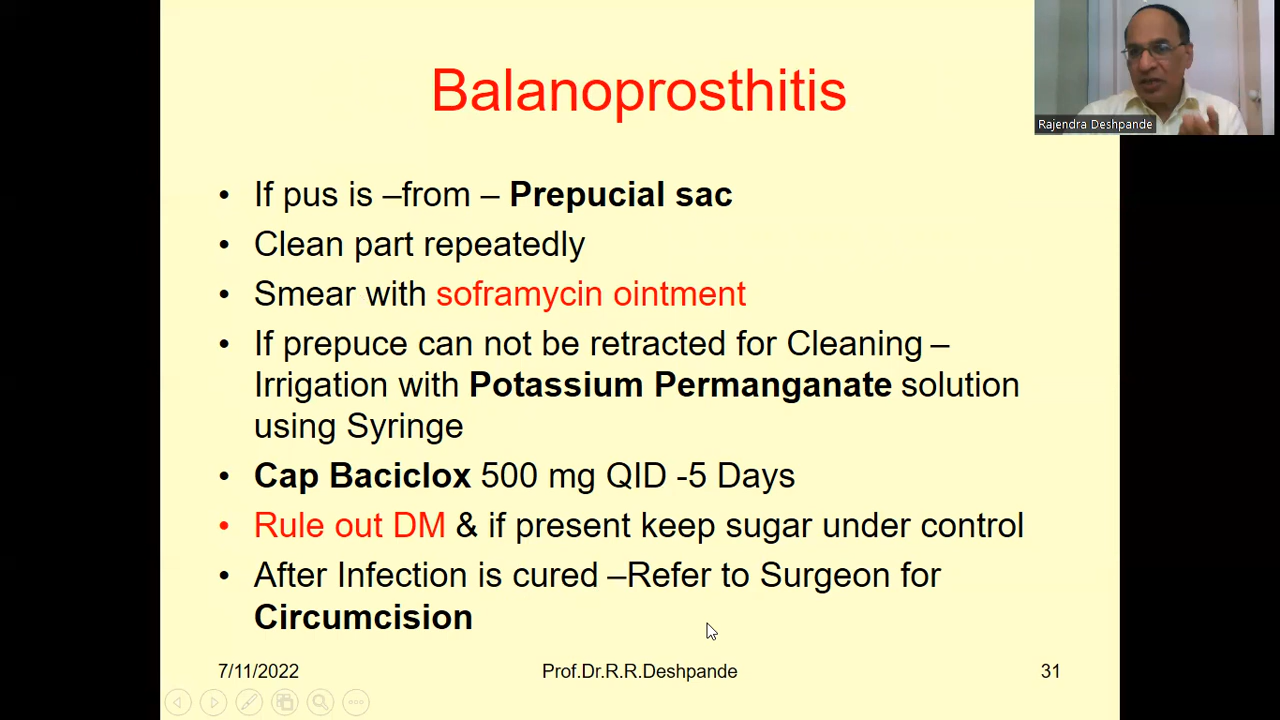 Balanoprosthitis
Rajendra Deshpande
• If pus is –from – Prepucial sac
• Clean part repeatedly
• Smear with soframycin ointment
• If prepuce can not be retracted for Cleaning –
Irrigation with Potassium Permanganate solution
using Syringe
• Cap Baciclox 500 mg QID -5 Days
• Rule out DM & if present keep sugar under control
• After Infection is cured –Refer to Surgeon for
Circumcision
7/11/2022 Prof.Dr.R.R.Deshpande 31